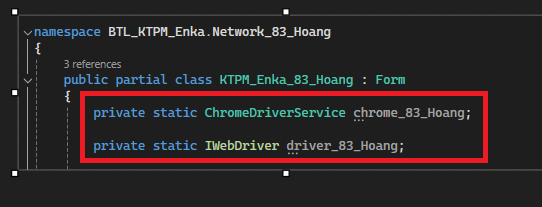 namespace BTL_KTPM_Enka.Network_83_Hoang
{
3 references
public partial class KTPM_Enka_83_Hoang : Form
{
private static ChromeDriverService chrome_83_Hoang;
private static IWebDriver driver_83_Hoang;